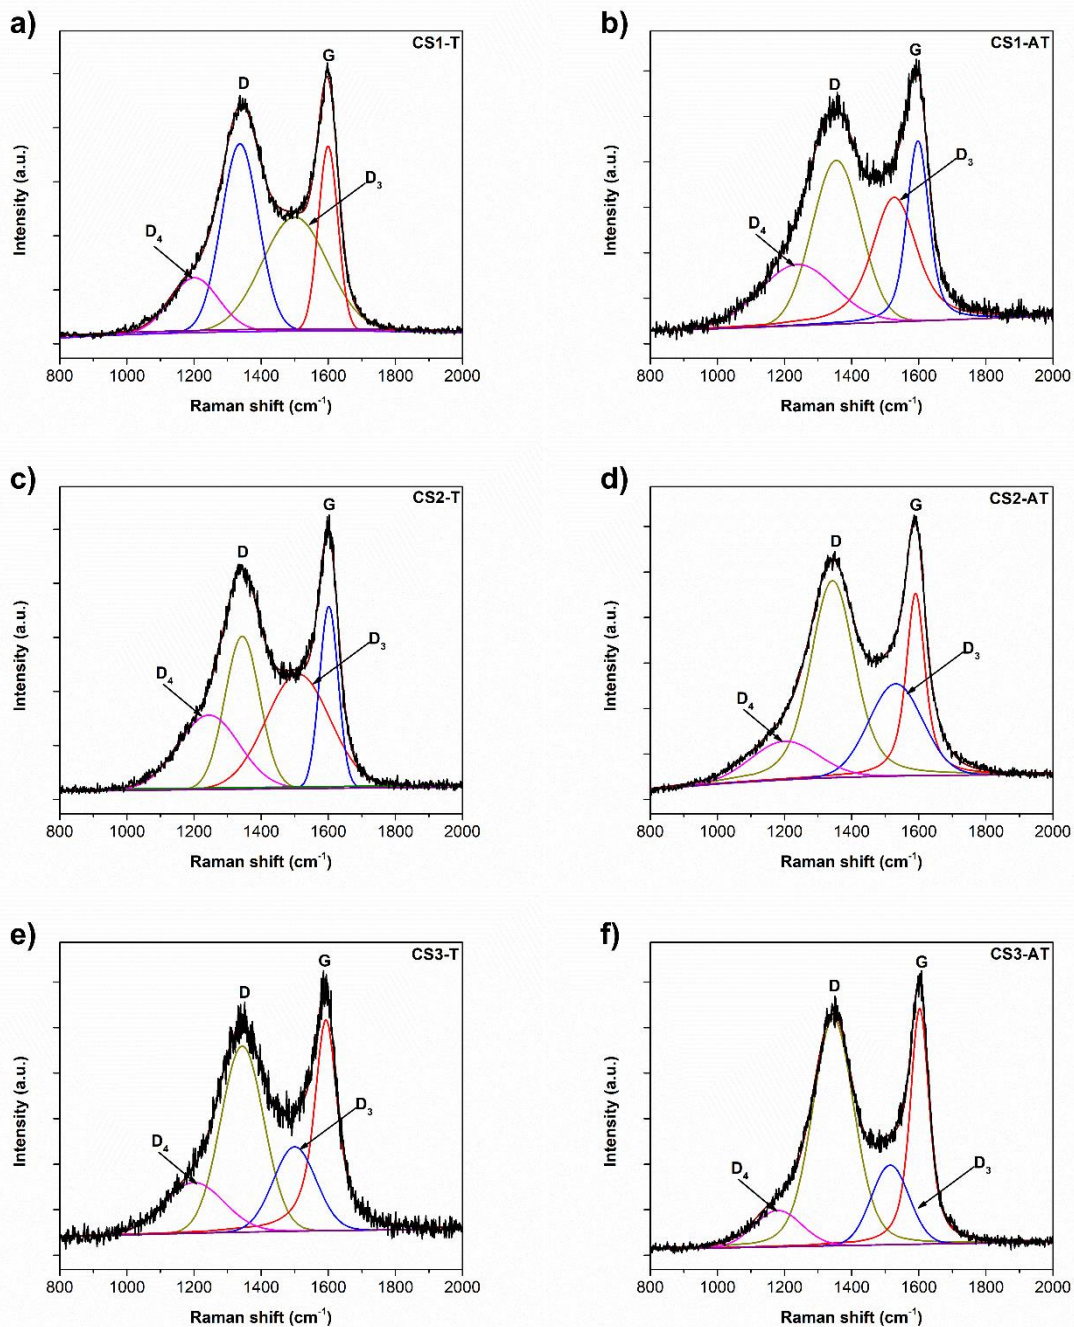 a)
CS1-T
D
G
D3
D4
Intensity (a.u.)
800 1000 1200 1400 1600 1800 2000
Raman shift (cm-1)
b)
CS1-AT
D
G
D3
D4
Intensity (a.u.)
800 1000 1200 1400 1600 1800 2000
Raman shift (cm-1)
c)
CS2-T
D
G
D3
D4
Intensity (a.u.)
800 1000 1200 1400 1600 1800 2000
Raman shift (cm-1)
d)
CS2-AT
D
G
D3
D4
Intensity (a.u.)
800 1000 1200 1400 1600 1800 2000
Raman shift (cm-1)
e)
CS3-T
D
G
D3
D4
Intensity (a.u.)
800 1000 1200 1400 1600 1800 2000
Raman shift (cm-1)
f)
CS3-AT
D
G
D3
D4
Intensity (a.u.)
800 1000 1200 1400 1600 1800 2000
Raman shift (cm-1)